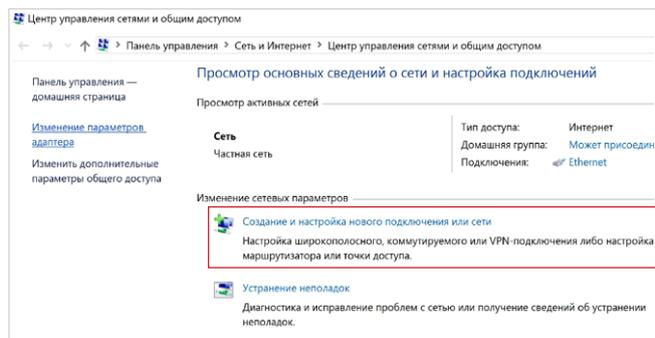 Центр управления сетями и общим доступом
Панель управления > Сеть и Интернет > Центр управления сетями и общим доступом
Панель управления —
домашняя страница
Изменение параметров
адаптера
Изменить дополнительные
параметры общего доступа
Просмотр основных сведений о сети и настройка подключений
Просмотр активных сетей
Сеть
Частная сеть
Тип доступа: Интернет
Домашняя группа: Может присоедин
Подключения: Ethernet
Изменение сетевых параметров
Создание и настройка нового подключения или сети
Настройка широкополосного, коммутируемого или VPN-подключения либо настройка
маршрутизатора или точки доступа.
Устранение неполадок
Диагностика и исправление проблем с сетью или получение сведений об устранении
неполадок.